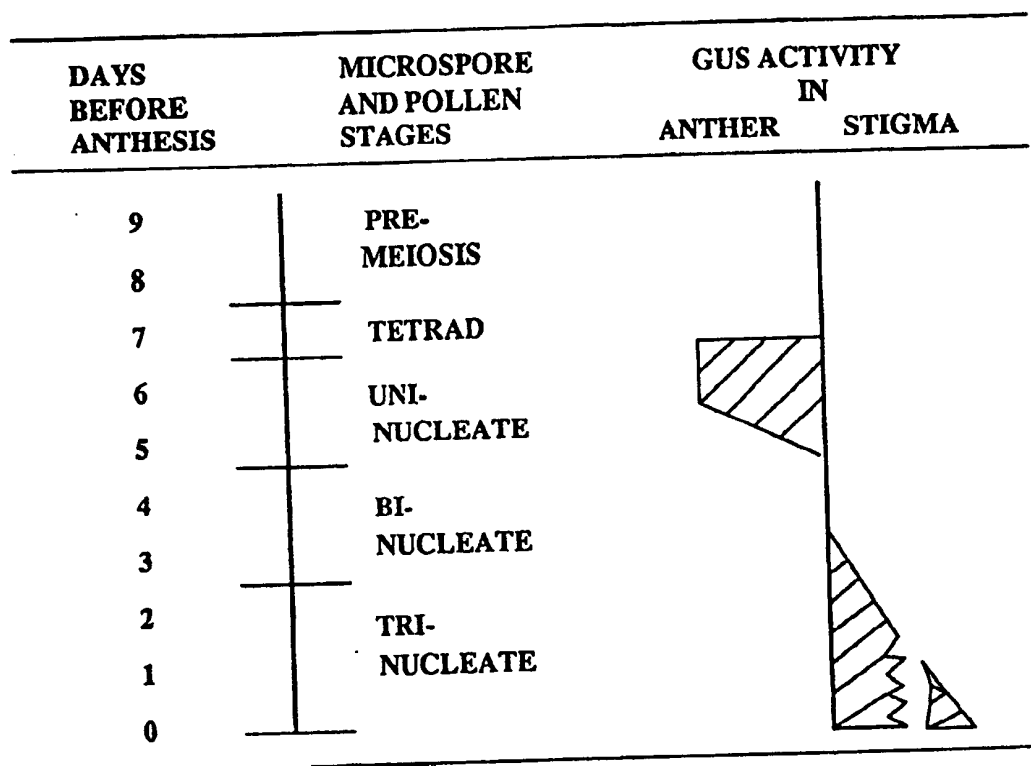 DAYS
BEFORE
ANTHESIS
MICROSPORE
AND POLLEN
STAGES
GUS ACTIVITY
IN
ANTHER STIGMA
9
8
7
6
5
4
3
2
1
0
PRE-
MEIOSIS
TETRAD
UNI-
NUCLEATE
BI-
NUCLEATE
TRI-
NUCLEATE